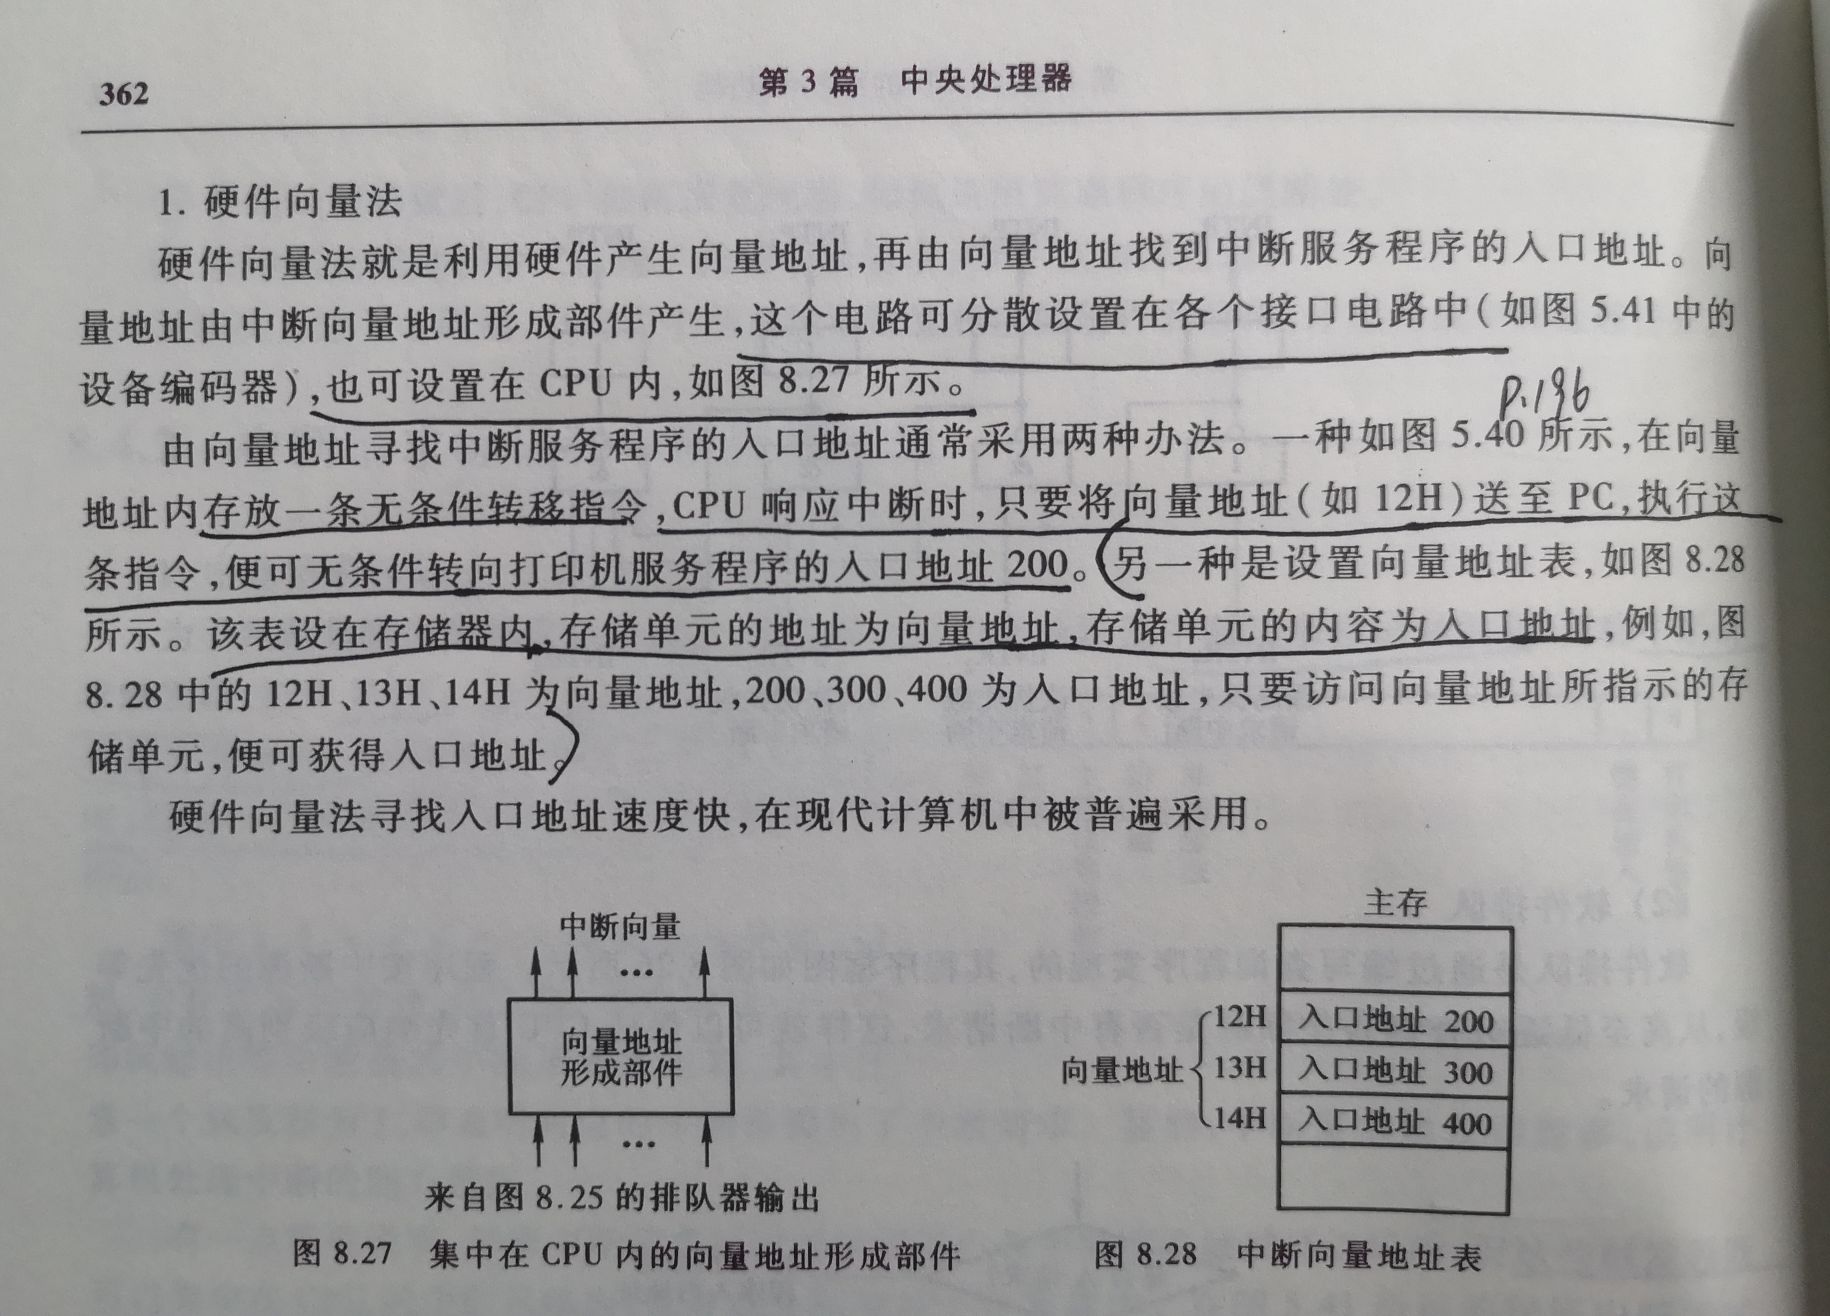 362
第 3 篇 中央处理器
1. 硬件向量法
硬件向量法就是利用硬件产生向量地址,再由向量地址找到中断服务程序的入口地址。向
量地址由中断向量地址形成部件产生,这个电路可分散设置在各个接口电路中(如图 5.41 中的
设备编码器),也可设置在 CPU 内,如图 8.27 所示。
P.196
由向量地址寻找中断服务程序的入口地址通常采用两种办法。一种如图 5.40 所示,在向量
地址内存放一条无条件转移指令,CPU 响应中断时,只要将向量地址(如 12H)送至 PC,执行这
条指令,便可无条件转向打印机服务程序的入口地址 200。另一种是设置向量地址表,如图 8.28
所示。该表设在存储器内,存储单元的地址为向量地址,存储单元的内容为入口地址,例如,图
8.28 中的 12H、13H、14H 为向量地址,200、300、400 为入口地址,只要访问向量地址所指示的存
储单元,便可获得入口地址。
硬件向量法寻找入口地址速度快,在现代计算机中被普遍采用。
中断向量
…
向量地址
形成部件
…
来自图 8.25 的排队器输出
图 8.27 集中在 CPU 内的向量地址形成部件
主存
向量地址
12H 入口地址 200
13H 入口地址 300
14H 入口地址 400
图 8.28 中断向量地址表